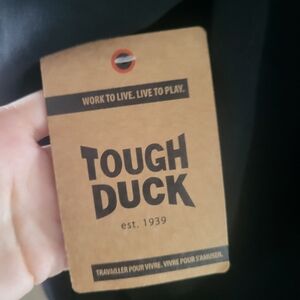 WORK TO LIVE. LIVE TO PLAY.
TOUGH
DUCK
est. 1939
TRAVAILLER POUR VIVRE. VIVRE POUR S'AMUSER.